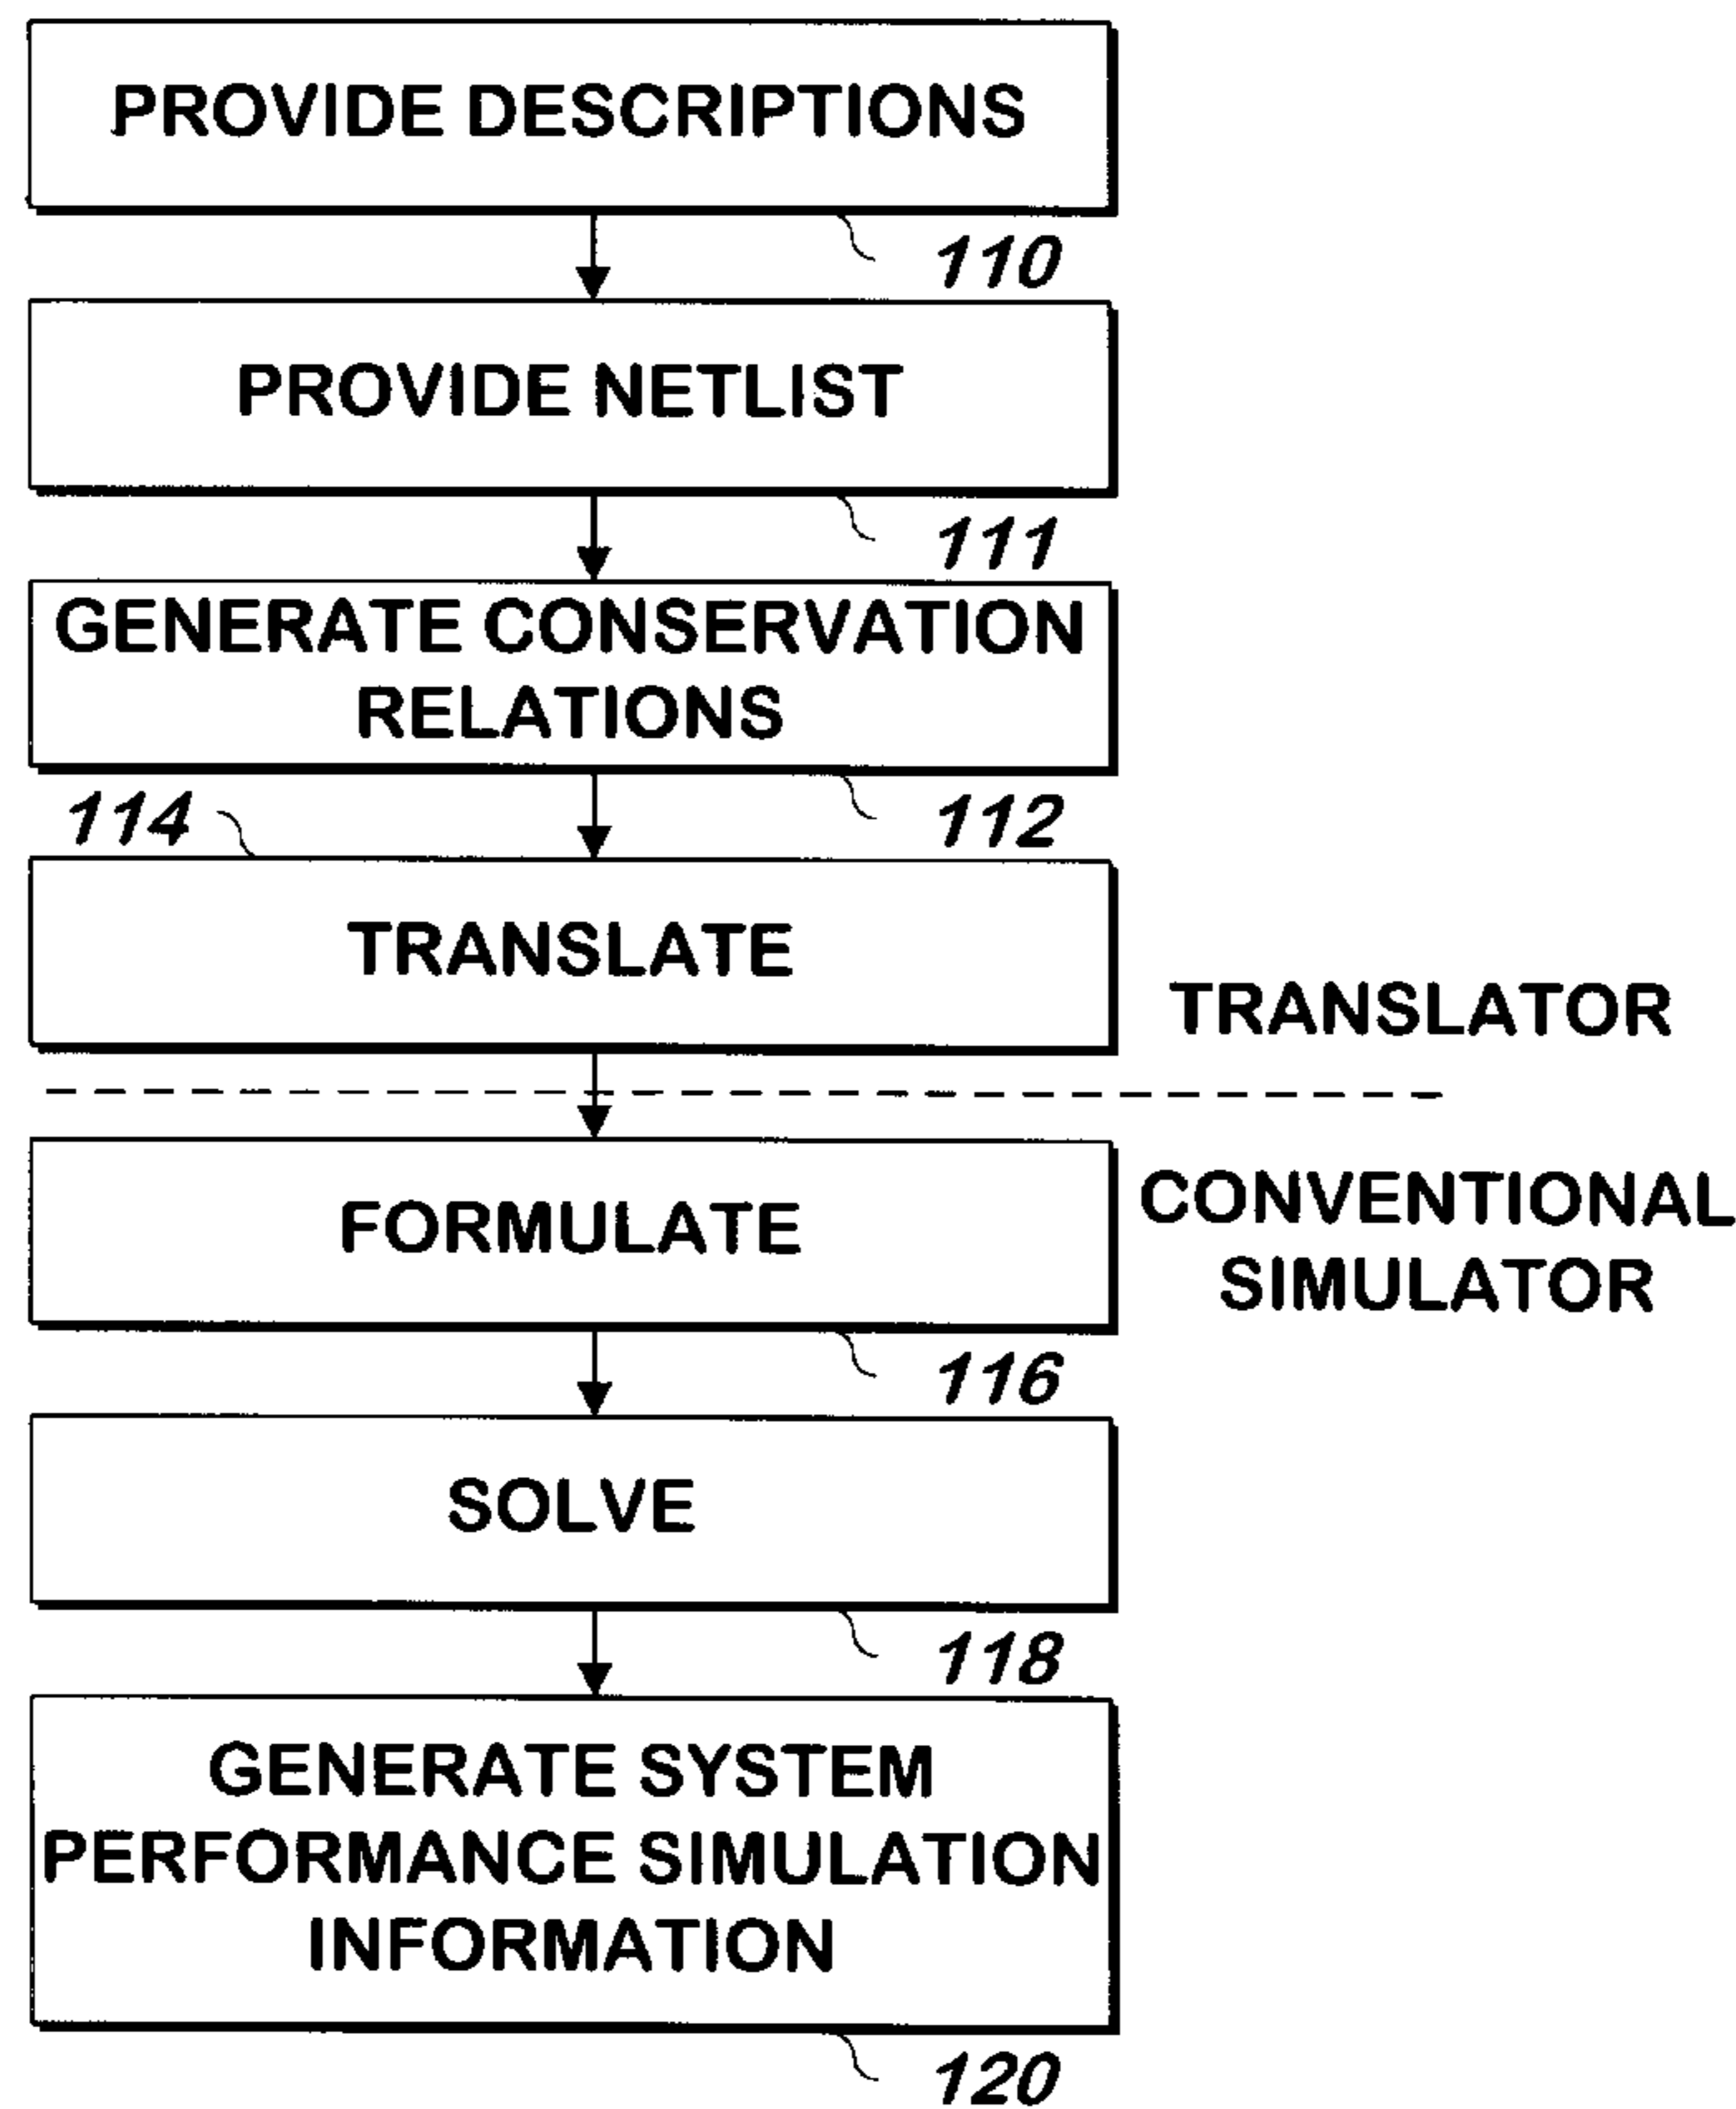 PROVIDE DESCRIPTIONS
110
PROVIDE NETLIST
111
GENERATE CONSERVATION
RELATIONS
112
114
TRANSLATE
TRANSLATOR
FORMULATE
CONVENTIONAL
SIMULATOR
116
SOLVE
118
GENERATE SYSTEM
PERFORMANCE SIMULATION
INFORMATION
120